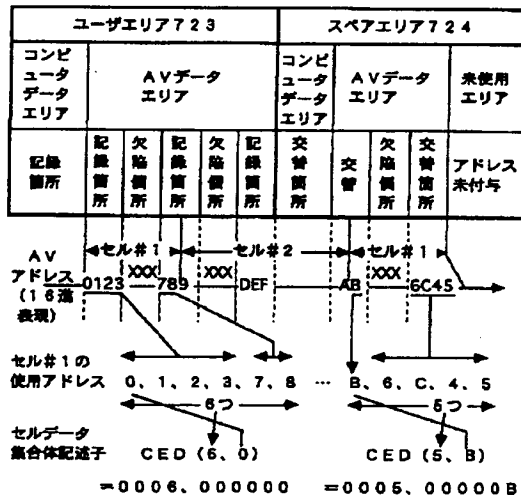 ユーザエリア７２３
スペアエリア７２４
コンピュータデータエリア
ＡＶデータエリア
コンピュータデータエリア
ＡＶデータエリア
未使用エリア
記録箇所
記録箇所
欠陥個所
記録箇所
欠陥個所
記録箇所
交替箇所
交替
欠陥個所
交替箇所
アドレス未付与
セル＃１
セル＃２
セル＃１
ＡＶアドレス（１６進表現）
0123 XXX 789 XXX DEF AB XXX 6C45
セル＃１の使用アドレス
０、１、２、３、７、８ … Ｂ、６、Ｃ、４、５
６つ
５つ
セルデータ集合体記述子
ＣＥＤ（６、０）
ＣＥＤ（５、Ｂ）
＝０００６、００００００
＝０００５、０００００Ｂ